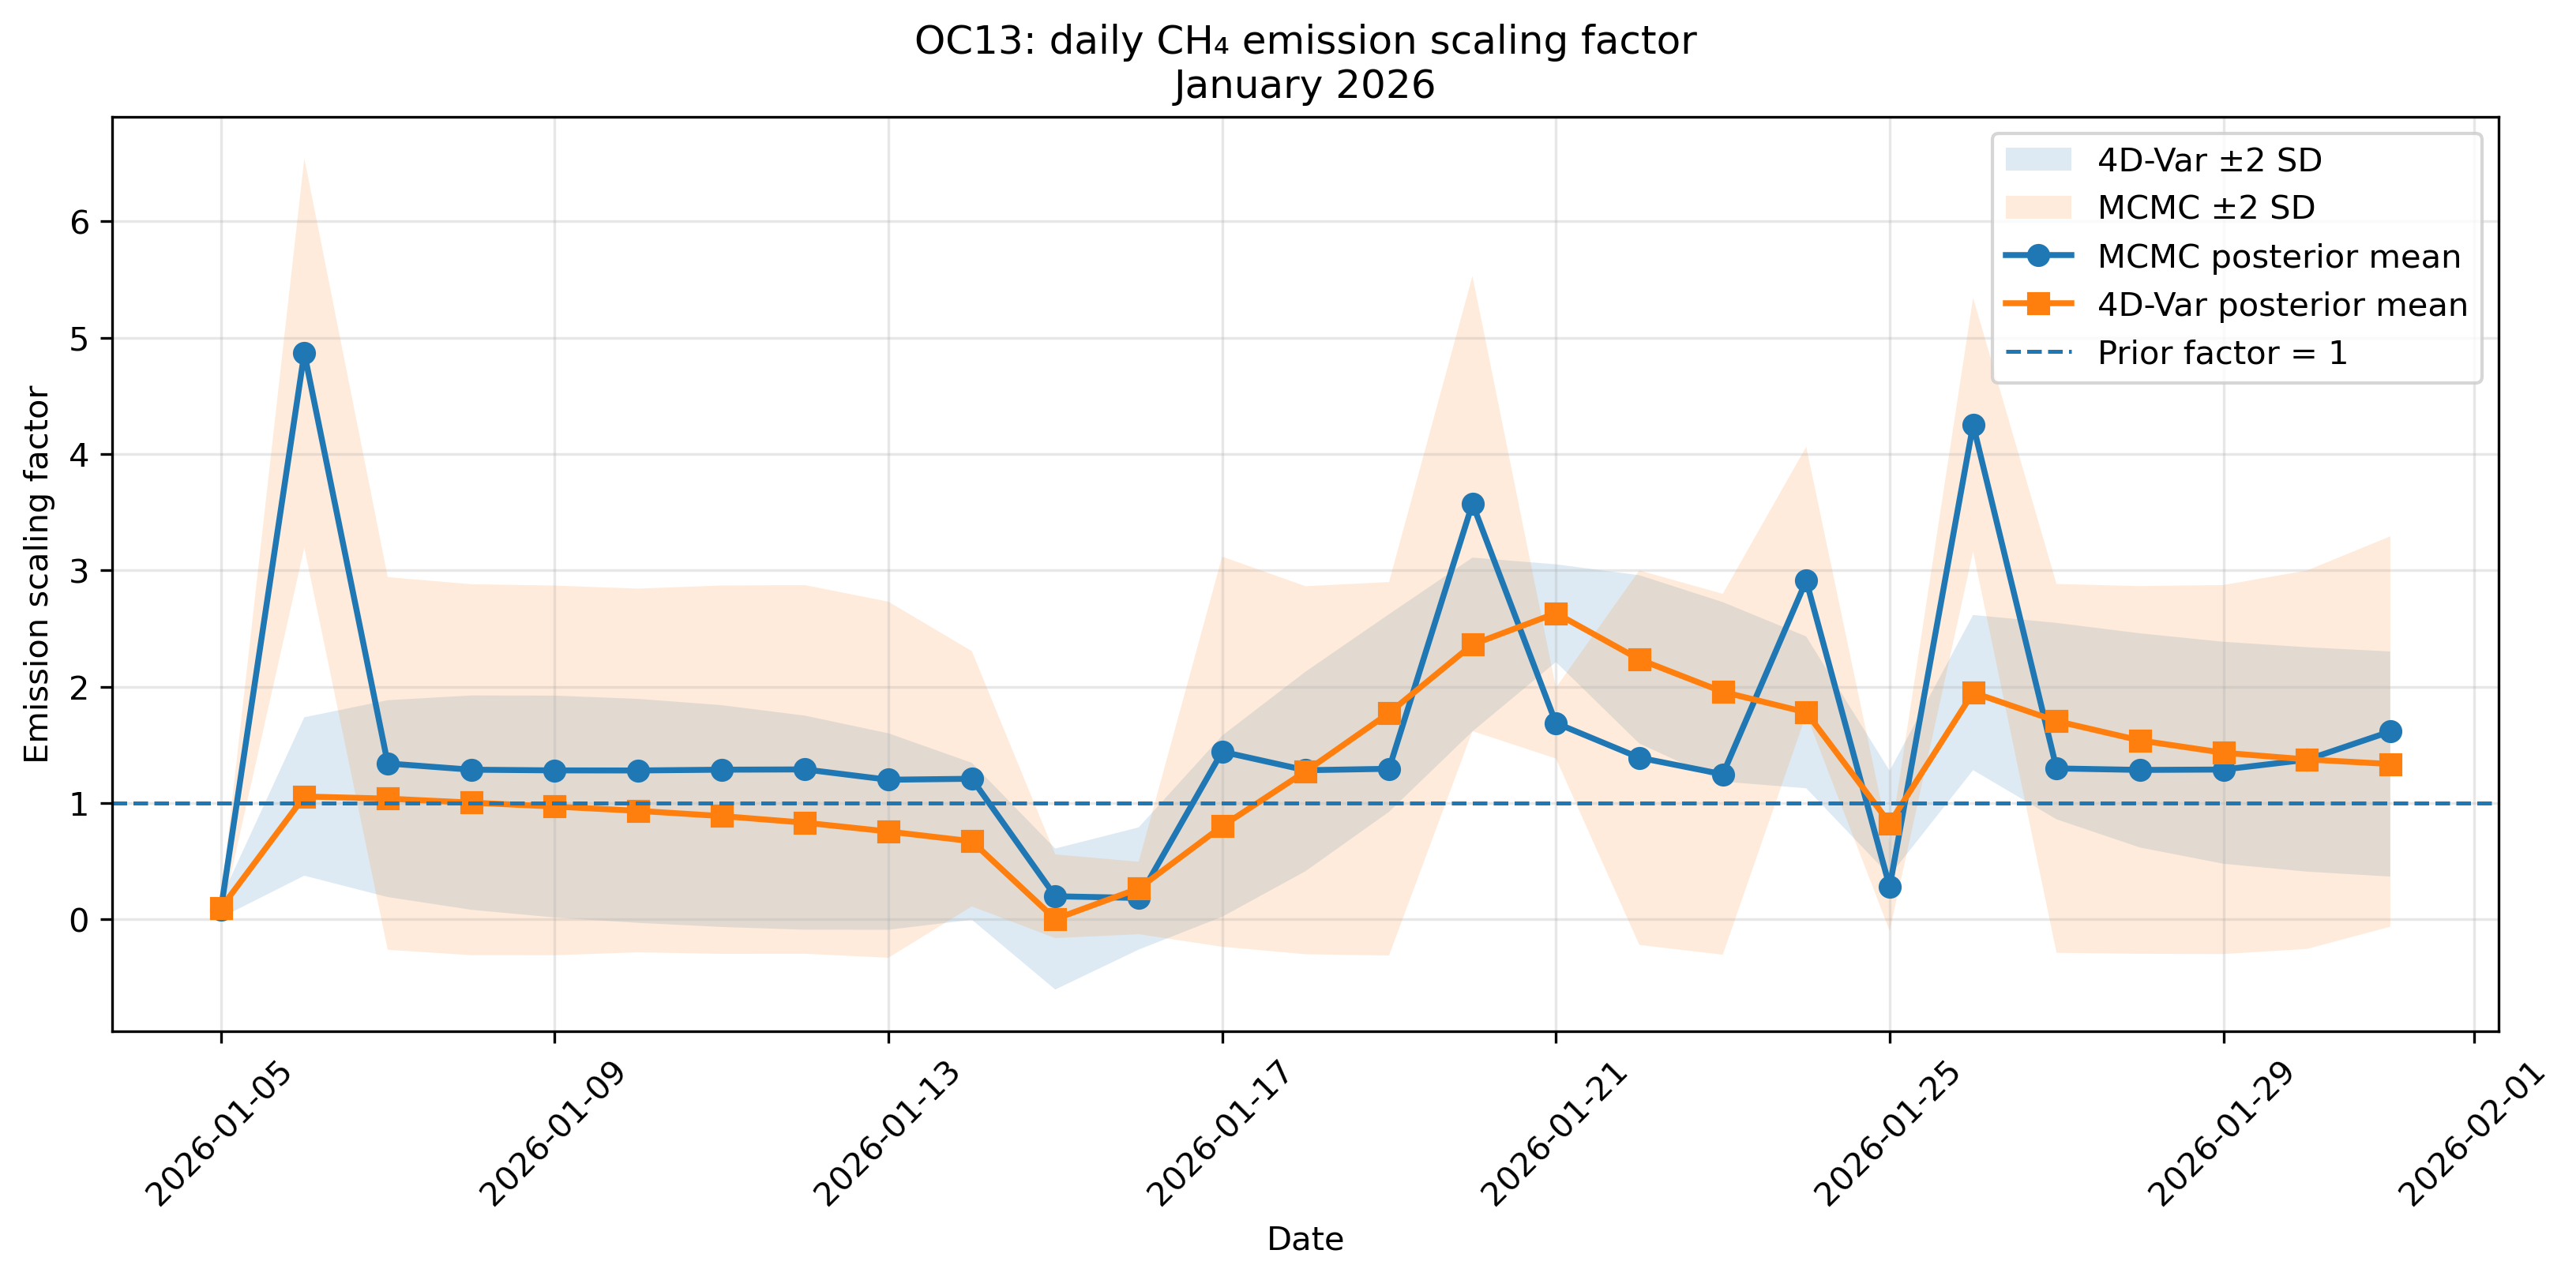 OC13: daily CH₄ emission scaling factor
January 2026
Emission scaling factor
6
5
4
3
2
1
0
4D-Var ±2 SD
MCMC ±2 SD
MCMC posterior mean
4D-Var posterior mean
Prior factor = 1
2026-01-05
2026-01-09
2026-01-13
2026-01-17
2026-01-21
2026-01-25
2026-01-29
2026-02-01
Date